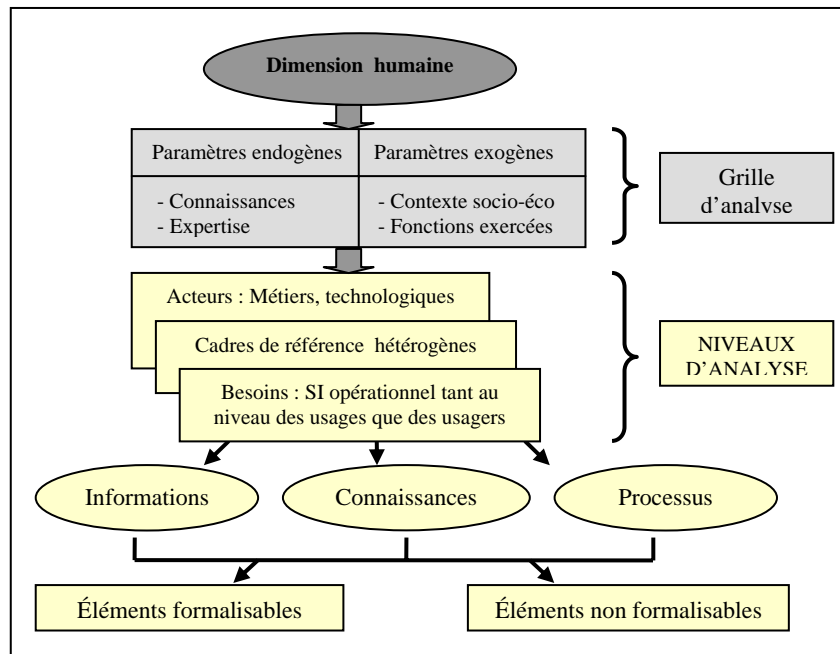 Dimension humaine
Paramètres endogènes
Paramètres exogènes
- Connaissances
- Expertise
- Contexte socio-éco
- Fonctions exercées
Grille
d'analyse
Acteurs : Métiers, technologiques
Cadres de référence hétérogènes
Besoins : SI opérationnel tant au
niveau des usages que des usagers
NIVEAUX
D'ANALYSE
Informations
Connaissances
Processus
Éléments formalisables
Éléments non formalisables